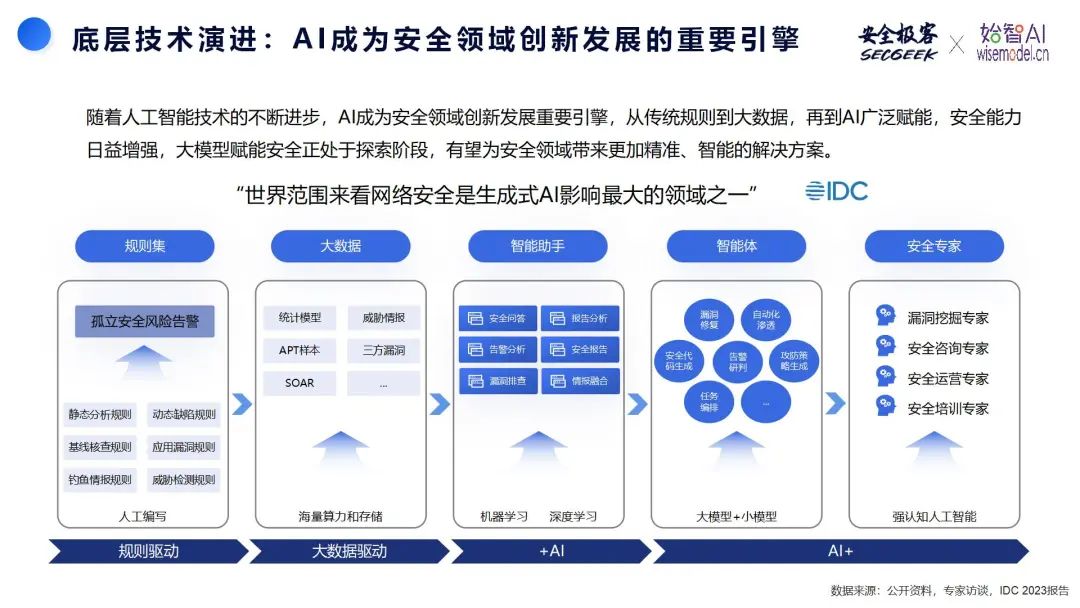 底层技术演进：AI成为安全领域创新发展的重要引擎
安全极客
SECGEEK
始智AI
wisemodel.cn
随着人工智能技术的不断进步，AI成为安全领域创新发展重要引擎，从传统规则到大数据，再到AI广泛赋能，安全能力
日益增强，大模型赋能安全正处于探索阶段，有望为安全领域带来更加精准、智能的解决方案。
“世界范围来看网络安全是生成式AI影响最大的领域之一”
IDC
规则集
孤立安全风险告警
静态分析规则 动态缺陷规则
基线核查规则 应用漏洞规则
钓鱼情报规则 威胁检测规则
人工编写
大数据
统计模型 威胁情报
APT样本 三方漏洞
SOAR ...
海量算力和存储
智能助手
安全问答 报告分析
告警分析 安全报告
漏洞排查 情报融合
机器学习 深度学习
智能体
漏洞
修复
自动化
渗透
安全代
码生成
告警
研判
攻防策
略生成
任务
编排
...
大模型+小模型
安全专家
漏洞挖掘专家
安全咨询专家
安全运营专家
安全培训专家
强认知人工智能
规则驱动
大数据驱动
+AI
AI+
数据来源：公开资料，专家访谈，IDC 2023报告